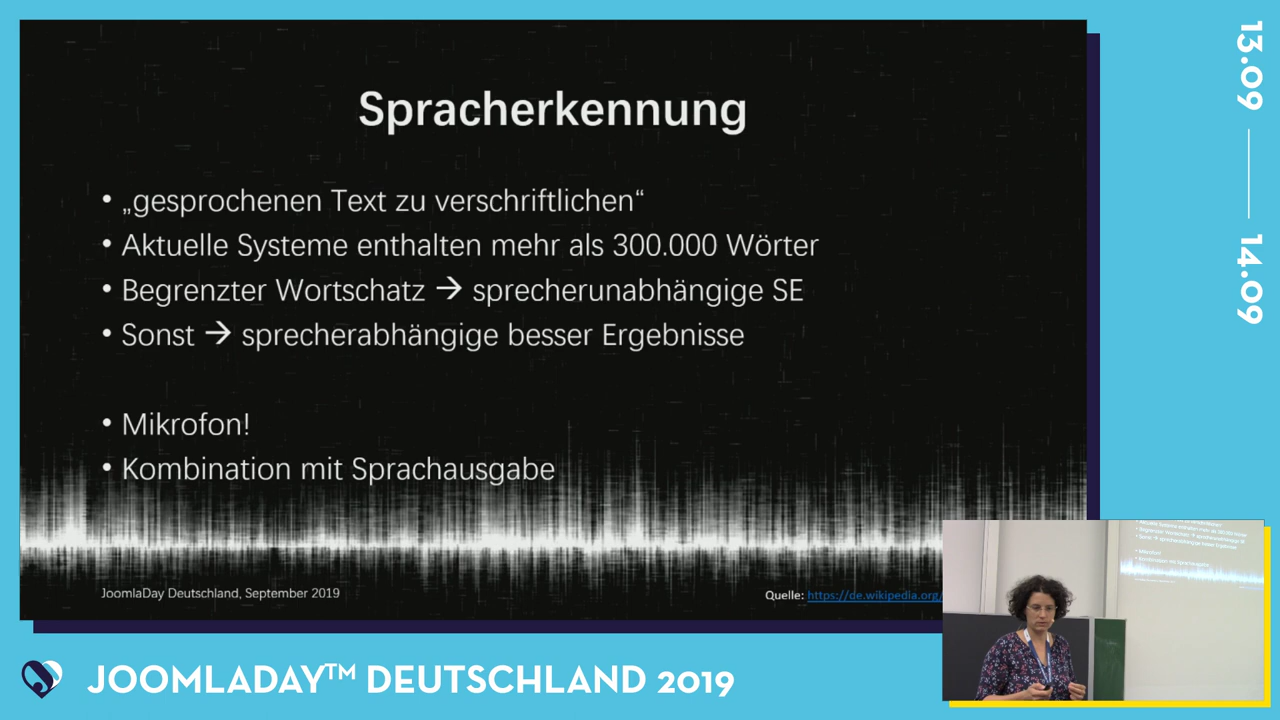 Spracherkennung
• „gesprochenen Text zu verschriftlichen“
• Aktuelle Systeme enthalten mehr als 300.000 Wörter
• Begrenzter Wortschatz → sprecherunabhängige SE
• Sonst → sprecherabhängige besser Ergebnisse
• Mikrofon!
• Kombination mit Sprachausgabe
JoomlaDay Deutschland, September 2019
Quelle: https://de.wikipedia.org/
13.09
14.09
JOOMLADAY™ DEUTSCHLAND 2019